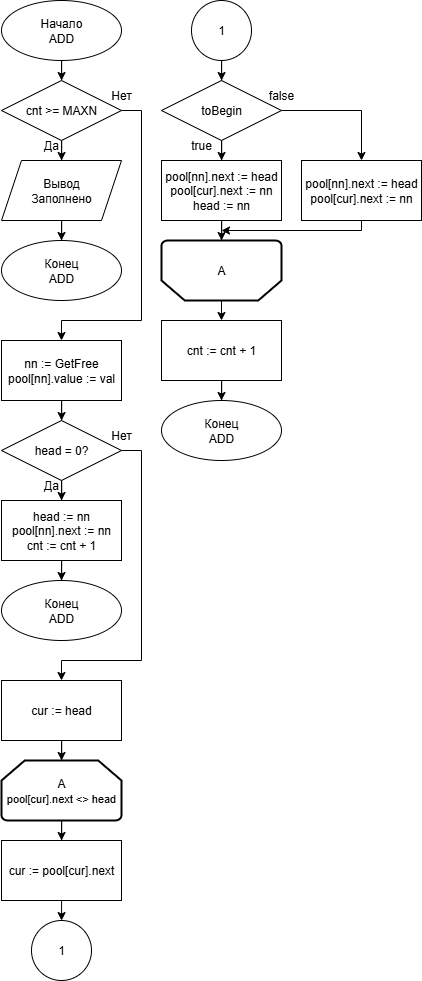 Начало
ADD
cnt >= MAXN
Нет
Да
Вывод
Заполнено
Конец
ADD
nn := GetFree
pool[nn].value := val
head = 0?
Нет
Да
head := nn
pool[nn].next := nn
cnt := cnt + 1
Конец
ADD
cur := head
A
pool[cur].next <> head
cur := pool[cur].next
1
1
toBegin
false
true
pool[nn].next := head
pool[cur].next := nn
head := nn
pool[nn].next := head
pool[cur].next := nn
A
cnt := cnt + 1
Конец
ADD